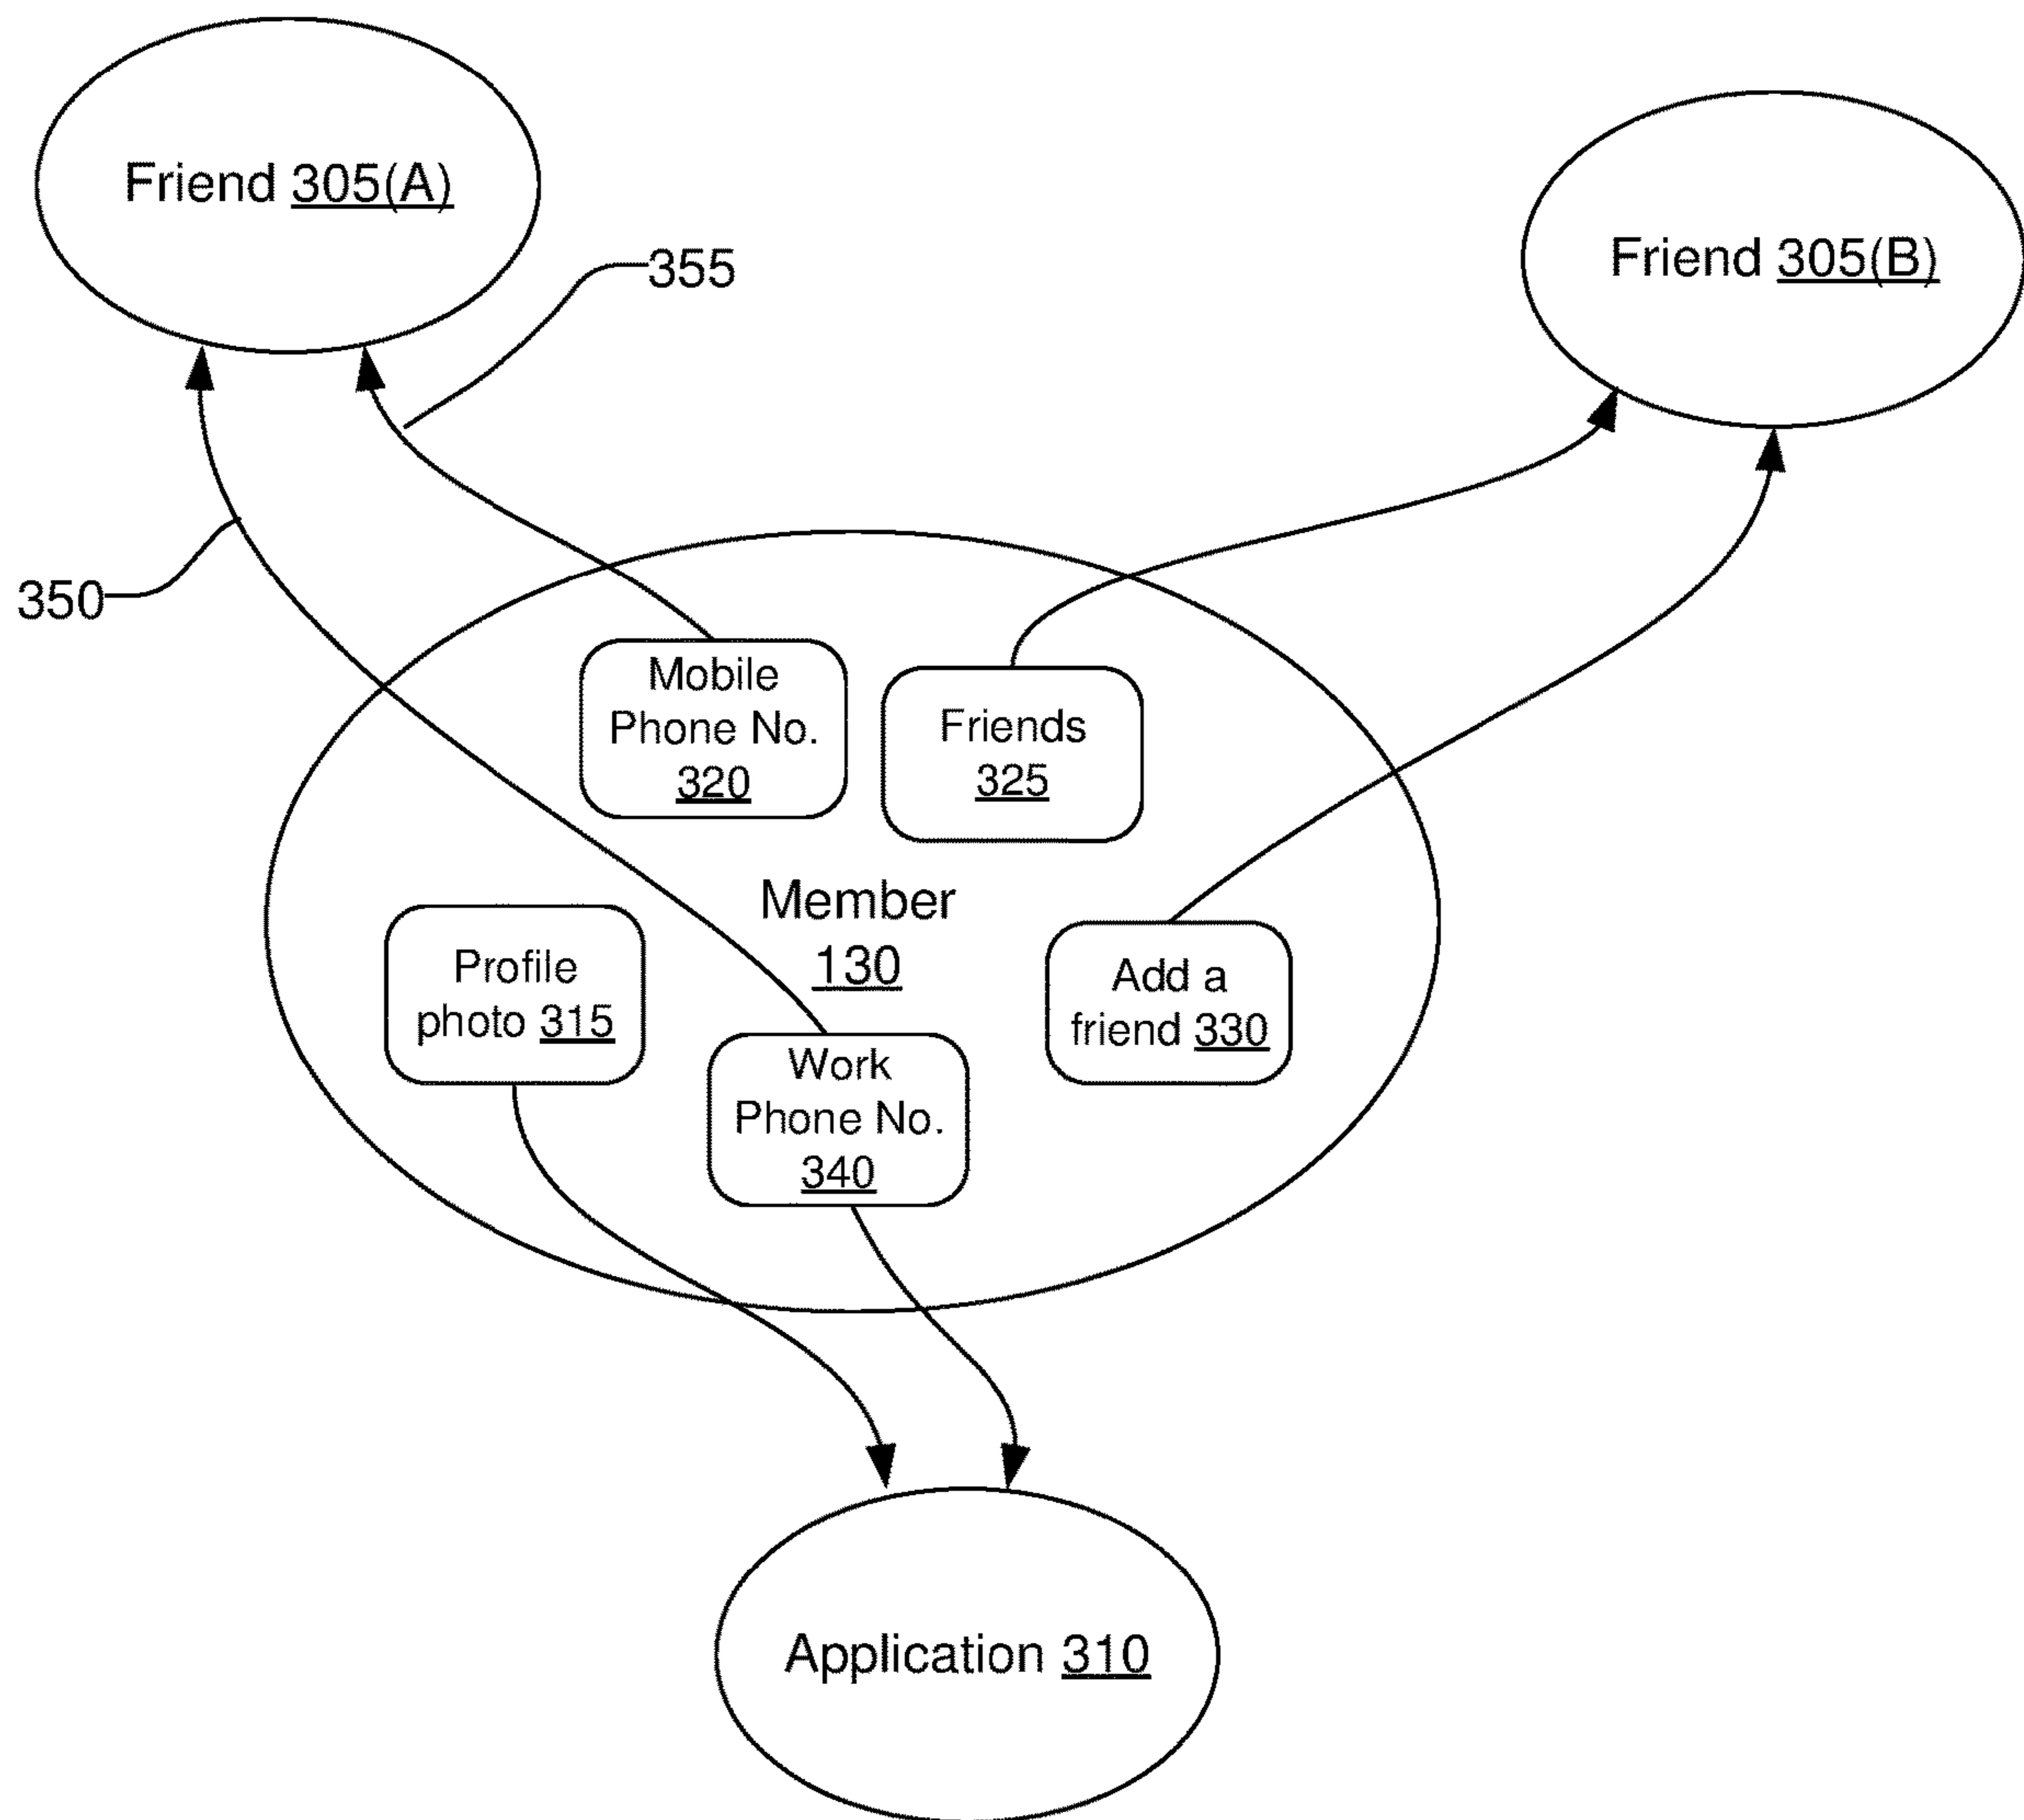 Friend 305(A)
Friend 305(B)
355
350
Mobile
Phone No.
320
Friends
325
Member
130
Profile
photo 315
Add a
friend 330
Work
Phone No.
340
Application 310